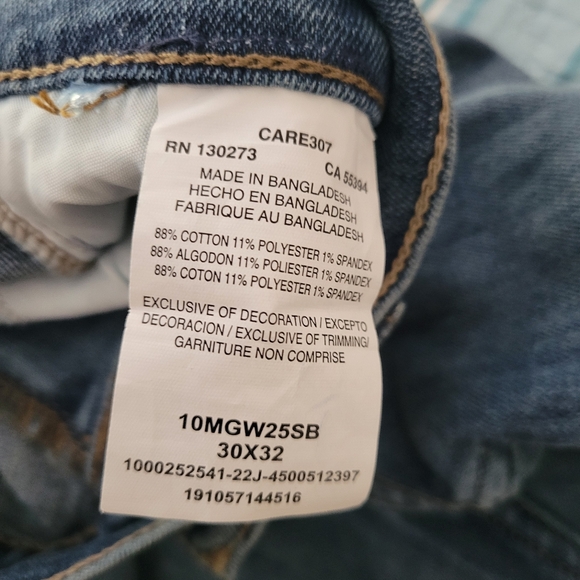 CARE307
RN 130273 CA 55394
MADE IN BANGLADESH
HECHO EN BANGLADESH
FABRIQUE AU BANGLADESH
88% COTTON 11% POLYESTER 1% SPANDEX
88% ALGODON 11% POLIESTER 1% SPANDEX
88% COTON 11% POLYESTER 1% SPANDEX
EXCLUSIVE OF DECORATION / EXCEPTO
DECORACION / EXCLUSIVE OF TRIMMING/
GARNITURE NON COMPRISE
10MGW25SB
30X32
1000252541-22J-4500512397
191057144516